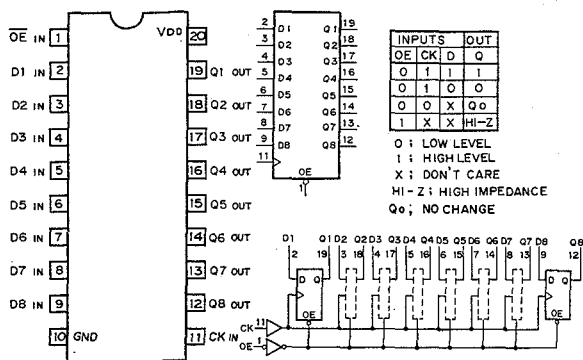 OE IN 1
D1 IN 2
D2 IN 3
D3 IN 4
D4 IN 5
D5 IN 6
D6 IN 7
D7 IN 8
D8 IN 9
10 GND
VDD 20
19 Q1 OUT
18 Q2 OUT
17 Q3 OUT
16 Q4 OUT
15 Q5 OUT
14 Q6 OUT
13 Q7 OUT
12 Q8 OUT
11 CK IN
2 D1 Q1 19
3 D2 Q2 18
4 D3 Q3 17
5 D4 Q4 16
6 D5 Q5 15
7 D6 Q6 14
8 D7 Q7 13
9 D8 Q8 12
11
OE
1
INPUTS OUT
OE CK D Q
0 1 1 1
0 1 0 0
0 0 X Qo
1 X X HI-Z
0 ; LOW LEVEL
1 ; HIGH LEVEL
X ; DON'T CARE
HI-Z ; HIGH IMPEDANCE
Qo ; NO CHANGE
D1 Q1 D2 Q2 D3 Q3 D4 Q4 D5 Q5 D6 Q6 D7 Q7 D8 Q8
2 19 3 18 4 17 5 16 6 15 7 14 8 13 9 12
D Q D Q
OE OE
CK 11
OE 1